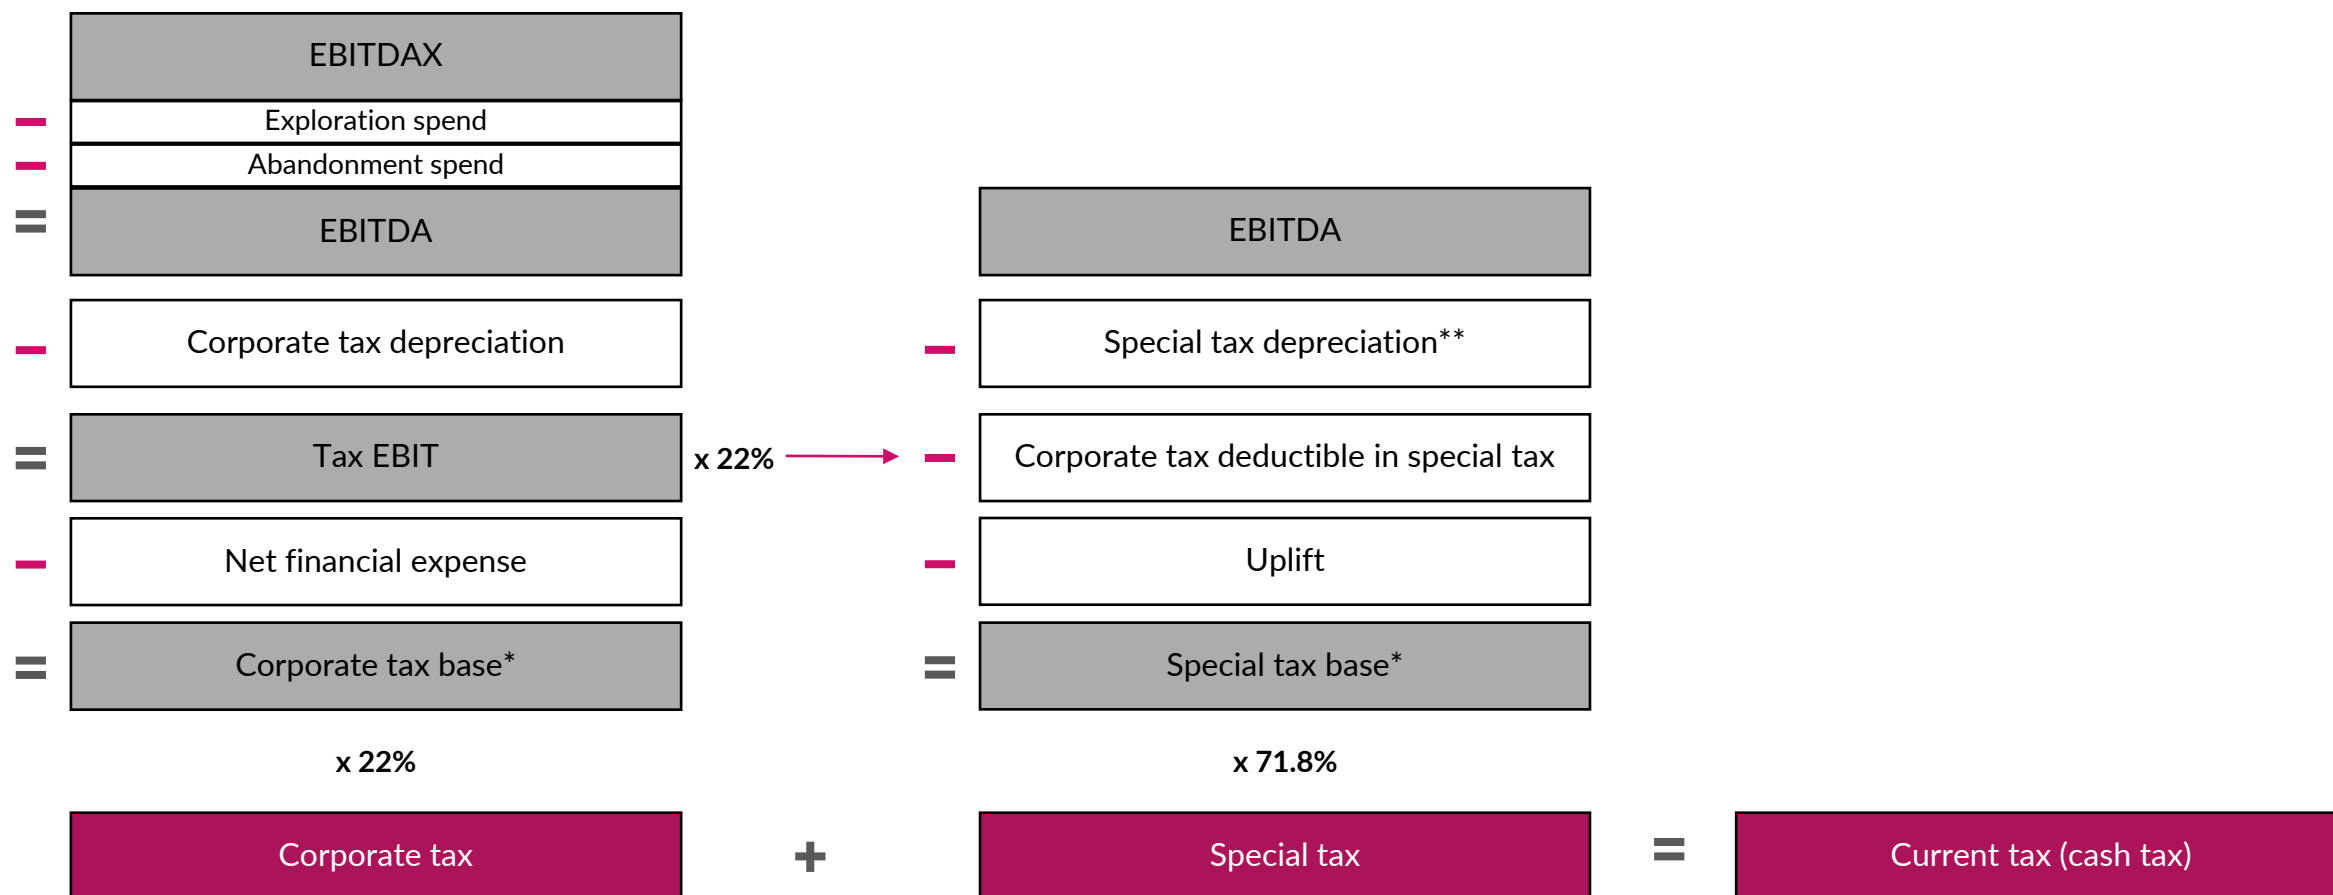 EBITDAX
– Exploration spend
– Abandonment spend
= EBITDA
– Corporate tax depreciation
= Tax EBIT
x 22%
– Net financial expense
= Corporate tax base*
x 22%
Corporate tax
EBITDA
– Special tax depreciation**
– Corporate tax deductible in special tax
– Uplift
= Special tax base*
x 71.8%
+ Special tax
= Current tax (cash tax)